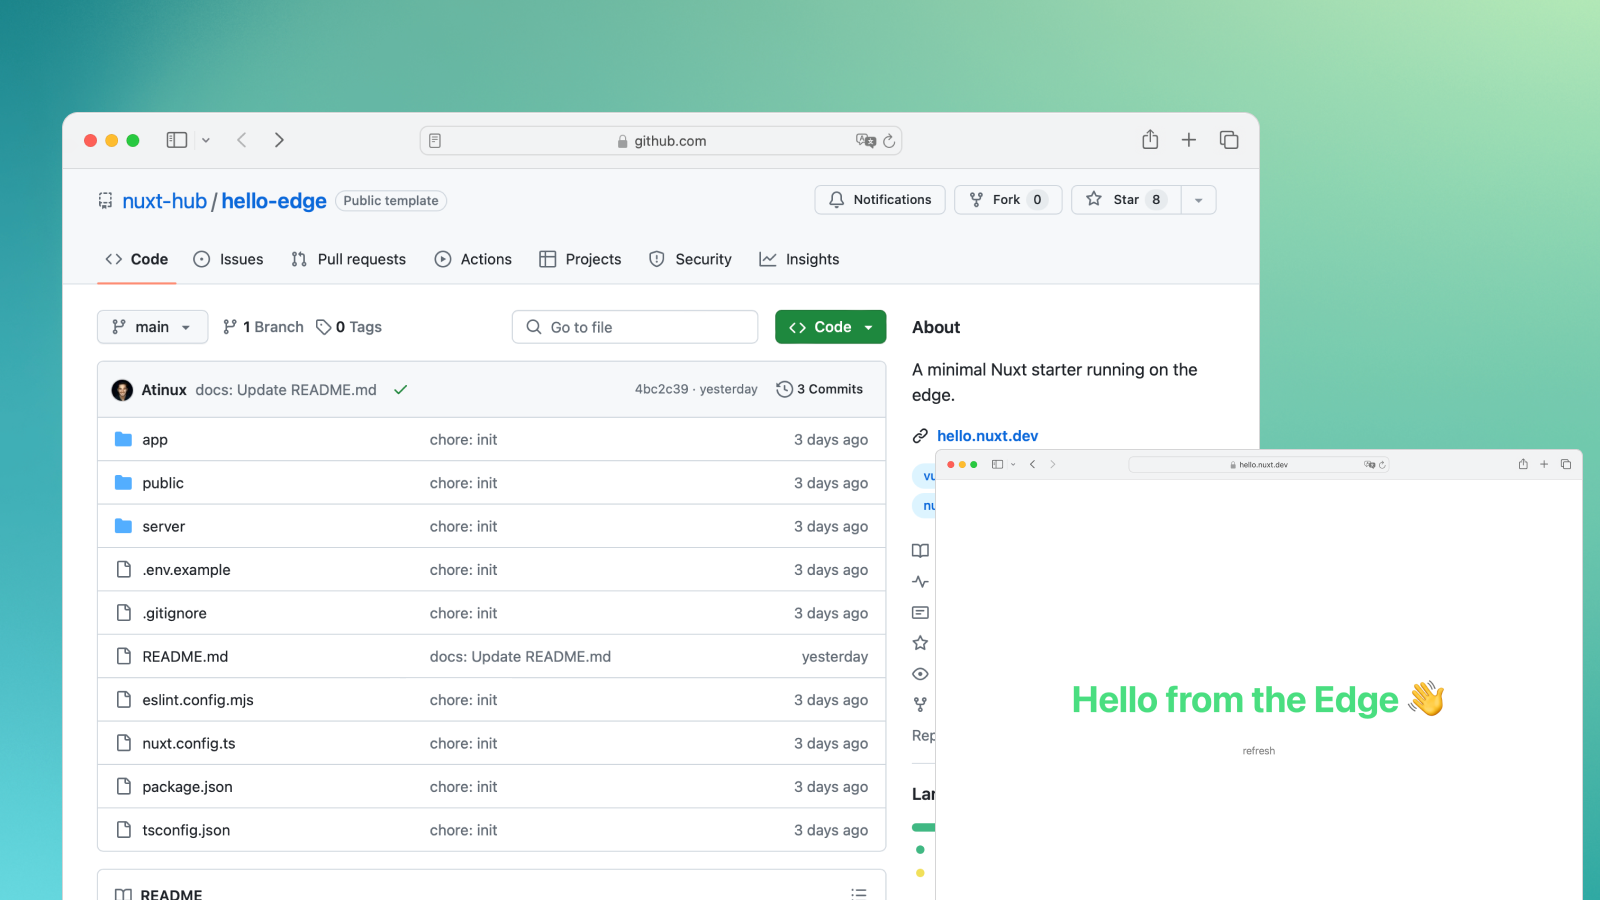 github.com
nuxt-hub/hello-edge Public template
Notifications
Fork 0
Star 8
Code
Issues
Pull requests
Actions
Projects
Security
Insights
main
1 Branch
0 Tags
Go to file
Code
About
A minimal Nuxt starter running on the
edge.
hello.nuxt.dev
Atinux docs: Update README.md
4bc2c39 · yesterday
3 Commits
app chore: init 3 days ago
public chore: init 3 days ago
server chore: init 3 days ago
.env.example chore: init 3 days ago
.gitignore chore: init 3 days ago
README.md docs: Update README.md yesterday
eslint.config.mjs chore: init 3 days ago
nuxt.config.ts chore: init 3 days ago
package.json chore: init 3 days ago
tsconfig.json chore: init 3 days ago
README
hello.nuxt.dev
Hello from the Edge 👋
refresh